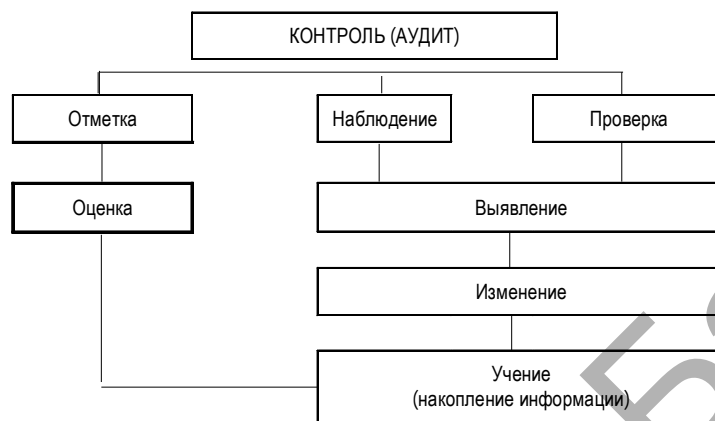 КОНТРОЛЬ (АУДИТ)
Отметка
Наблюдение
Проверка
Оценка
Выявление
Изменение
Учение
(накопление информации)